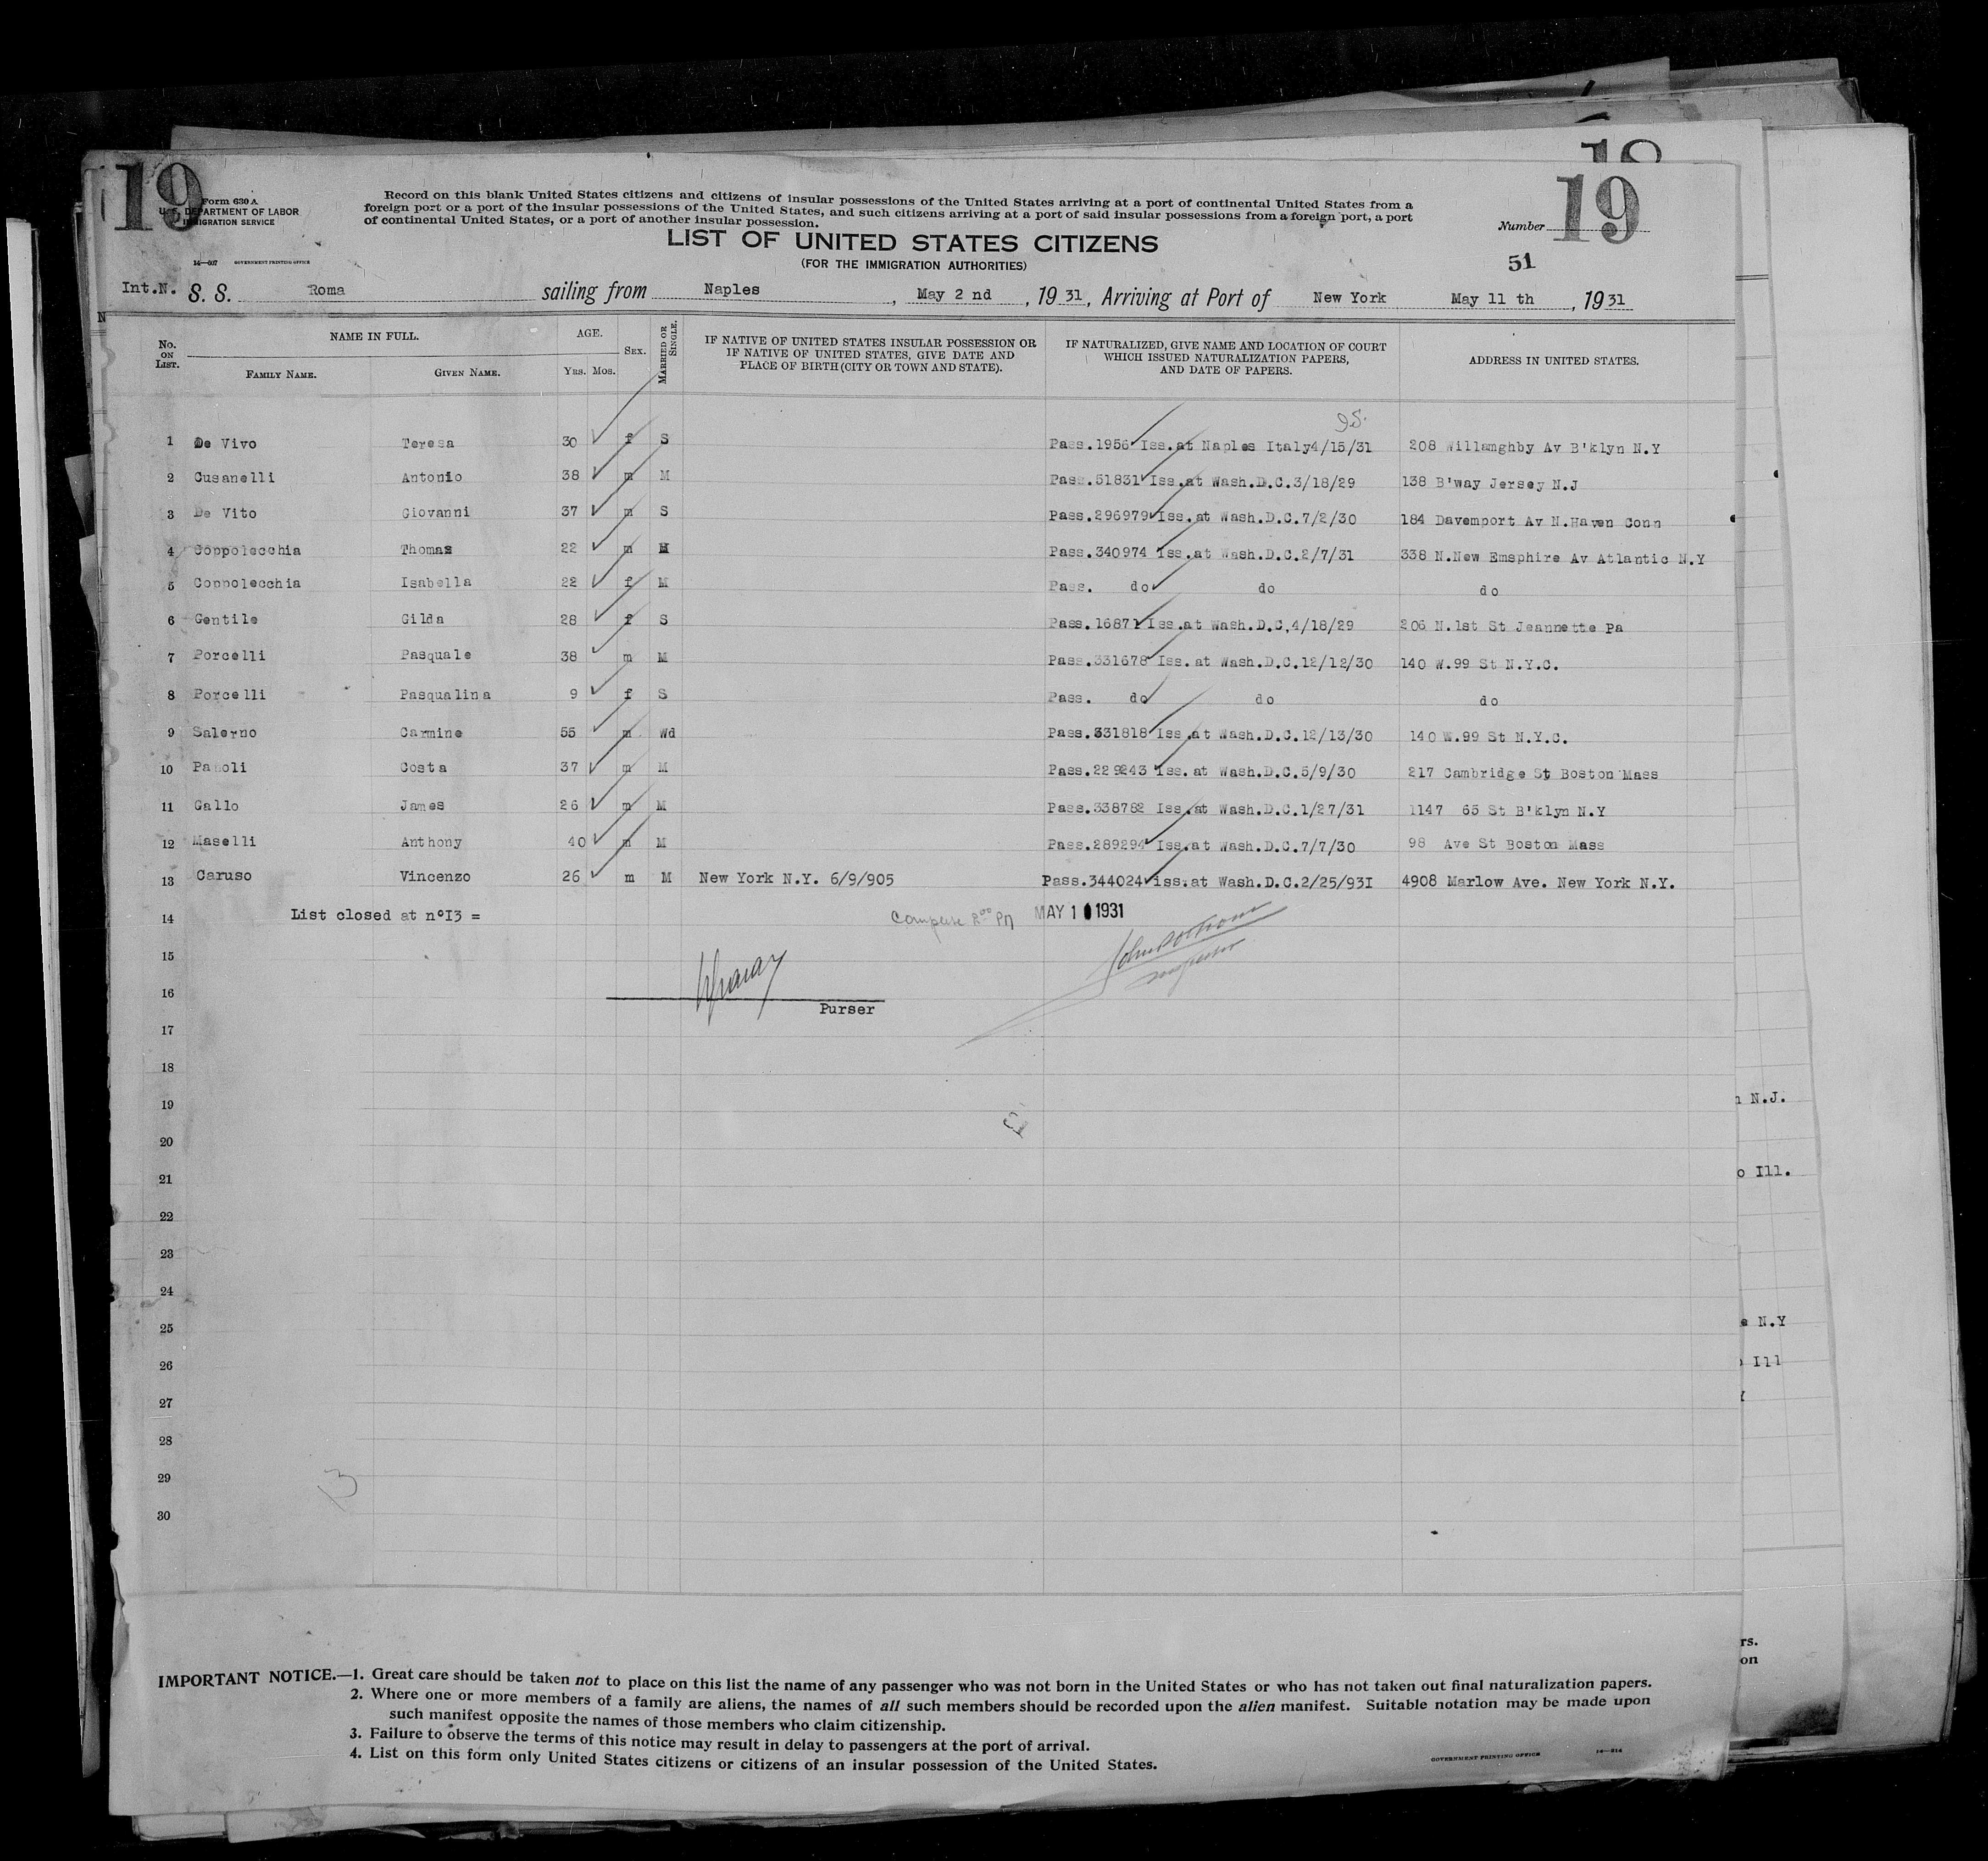 19
18
19
Form 630 A
U. S. DEPARTMENT OF LABOR
IMMIGRATION SERVICE
14—607 GOVERNMENT PRINTING OFFICE
Record on this blank United States citizens and citizens of insular possessions of the United States arriving at a port of continental United States from a
foreign port or a port of the insular possessions of the United States, and such citizens arriving at a port of said insular possessions from a foreign port, a port
of continental United States, or a port of another insular possession.
Number
LIST OF UNITED STATES CITIZENS
(FOR THE IMMIGRATION AUTHORITIES)
51
Int.N. S. S. Roma sailing from Naples, May 2 nd, 1931, Arriving at Port of New York May 11 th, 1931
No. ON LIST. NAME IN FULL. FAMILY NAME. GIVEN NAME. AGE. YRS. MOS. SEX. MARRIED OR SINGLE. IF NATIVE OF UNITED STATES INSULAR POSSESSION OR IF NATIVE OF UNITED STATES, GIVE DATE AND PLACE OF BIRTH (CITY OR TOWN AND STATE). IF NATURALIZED, GIVE NAME AND LOCATION OF COURT WHICH ISSUED NATURALIZATION PAPERS, AND DATE OF PAPERS. ADDRESS IN UNITED STATES.
1 De Vivo Teresa 30 f S Pass.1956 Iss.at Naples Italy4/15/31 208 Willamghby Av B'klyn N.Y
2 Cusanelli Antonio 38 m M Pass.51831 Iss.at Wash.D.C.3/18/29 138 B'way Jersey N.J
3 De Vito Giovanni 37 m S Pass.296979 Iss.at Wash.D.C.7/2/30 184 Davemport Av N.Haven Conn
4 Coppolecchia Thomas 22 m M Pass.340974 Iss.at Wash.D.C.2/7/31 338 N.New Emsphire Av Atlantic N.Y
5 Coppolecchia Isabella 22 f M Pass. do do do
6 Gentile Gilda 28 f S Pass.16871 Iss.at Wash.D.C,4/18/29 206 N.1st St Jeannette Pa
7 Porcelli Pasquale 38 m M Pass.331678 Iss.at Wash.D.C.12/12/30 140 W.99 St N.Y.C.
8 Porcelli Pasqualina 9 f S Pass. do do do
9 Salerno Carmine 55 m Wd Pass.331818 Iss.at Wash.D.C.12/13/30 140 W.99 St N.Y.C.
10 Costa 37 m M Pass.229243 Iss.at Wash.D.C.5/9/30 217 Cambridge St Boston Mass
11 Gallo James 26 m M Pass.338782 Iss.at Wash.D.C.1/27/31 1147 65 St B'klyn N.Y
12 Maselli Anthony 40 m M Pass.289294 Iss.at Wash.D.C.7/7/30 98 Ave St Boston Mass
13 Caruso Vincenzo 26 m M New York N.Y. 6/9/905 Pass.344024 iss.at Wash.D.C.2/25/93I 4908 Marlow Ave. New York N.Y.
14 List closed at n°I3 = MAY 1 1931
15
16
Purser
17
18
19
20
21
22
23
24
25
26
27
28
29
30
13
N.J.
o Ill.
e N.Y
Ill
rs.
on
IMPORTANT NOTICE.—1. Great care should be taken not to place on this list the name of any passenger who was not born in the United States or who has not taken out final naturalization papers.
2. Where one or more members of a family are aliens, the names of all such members should be recorded upon the alien manifest. Suitable notation may be made upon
such manifest opposite the names of those members who claim citizenship.
3. Failure to observe the terms of this notice may result in delay to passengers at the port of arrival.
4. List on this form only United States citizens or citizens of an insular possession of the United States.
GOVERNMENT PRINTING OFFICE 14—214